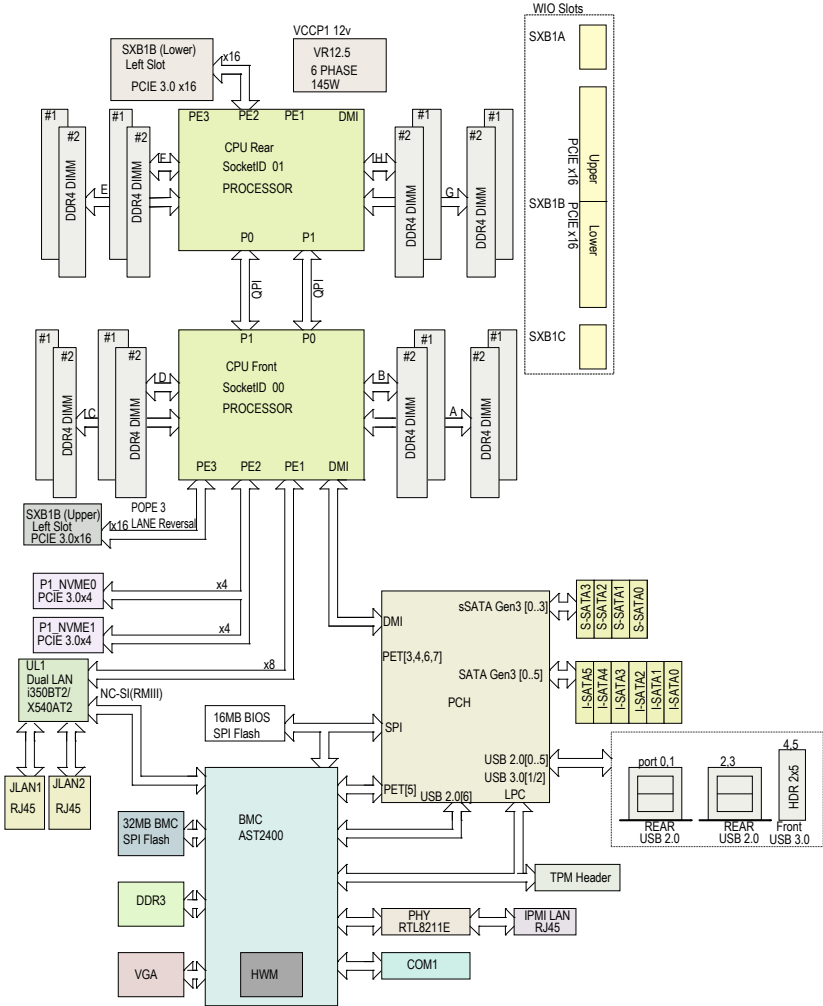 WIO Slots
SXB1A
PCIE x16
Upper
SXB1B
PCIE x16
Lower
SXB1C
VCCP1 12v
VR12.5
6 PHASE
145W
SXB1B (Lower)
Left Slot
PCIE 3.0 x16
x16
PE3 PE2 PE1 DMI
CPU Rear
SocketID 01
PROCESSOR
P0 P1
#1
#2
DDR4 DIMM
E
#1
#2
DDR4 DIMM
F
H
#1
#2
DDR4 DIMM
G
#1
#2
DDR4 DIMM
QPI
QPI
P1 P0
CPU Front
SocketID 00
PROCESSOR
PE3 PE2 PE1 DMI
#1
#2
DDR4 DIMM
C
#1
#2
DDR4 DIMM
D
B
#1
#2
DDR4 DIMM
A
#1
#2
DDR4 DIMM
SXB1B (Upper)
Left Slot
PCIE 3.0x16
POPE 3
x16 LANE Reversal
P1_NVME0
PCIE 3.0x4
x4
P1_NVME1
PCIE 3.0x4
x4
UL1
Dual LAN
i350BT2/
X540AT2
x8
NC-SI(RMIII)
JLAN1
RJ45
JLAN2
RJ45
16MB BIOS
SPI Flash
DMI
PET[3,4,6,7]
SPI
PET[5]
PCH
sSATA Gen3 [0..3]
SATA Gen3 [0..5]
USB 2.0[0..5]
USB 3.0[1/2]
USB 2.0[6]
LPC
S-SATA3
S-SATA2
S-SATA1
S-SATA0
I-SATA5
I-SATA4
I-SATA3
I-SATA2
I-SATA1
I-SATA0
port 0,1
REAR
USB 2.0
2,3
REAR
USB 2.0
4,5
HDR 2x5
Front
USB 3.0
BMC
AST2400
HWM
32MB BMC
SPI Flash
DDR3
VGA
TPM Header
PHY
RTL8211E
IPMI LAN
RJ45
COM1